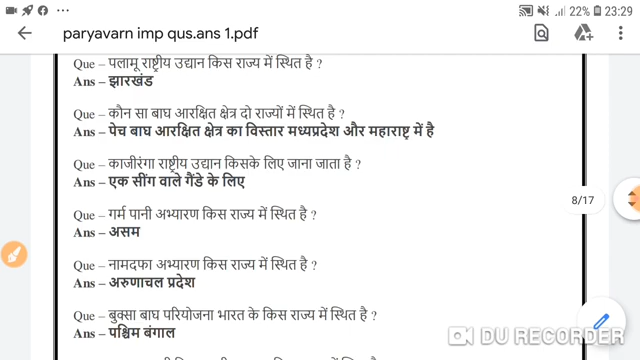 22% 23:29
paryavarn imp qus.ans 1.pdf
Que – पलामू राष्ट्रीय उद्यान किस राज्य में स्थित है ?
Ans – झारखंड
Que – कौन सा बाघ आरक्षित क्षेत्र दो राज्यों में स्थित है ?
Ans – पेच बाघ आरक्षित क्षेत्र का विस्तार मध्यप्रदेश और महाराष्ट्र में है
Que – काजीरंगा राष्ट्रीय उद्यान किसके लिए जाना जाता है ?
Ans – एक सींग वाले गैंडे के लिए
8/17
Que – गर्म पानी अभ्यारण किस राज्य में स्थित है ?
Ans – असम
Que – नामदफा अभ्यारण किस राज्य में स्थित है ?
Ans – अरुणाचल प्रदेश
Que – बुक्सा बाघ परियोजना भारत के किस राज्य में स्थित है ?
Ans – पश्चिम बंगाल
DU RECORDER